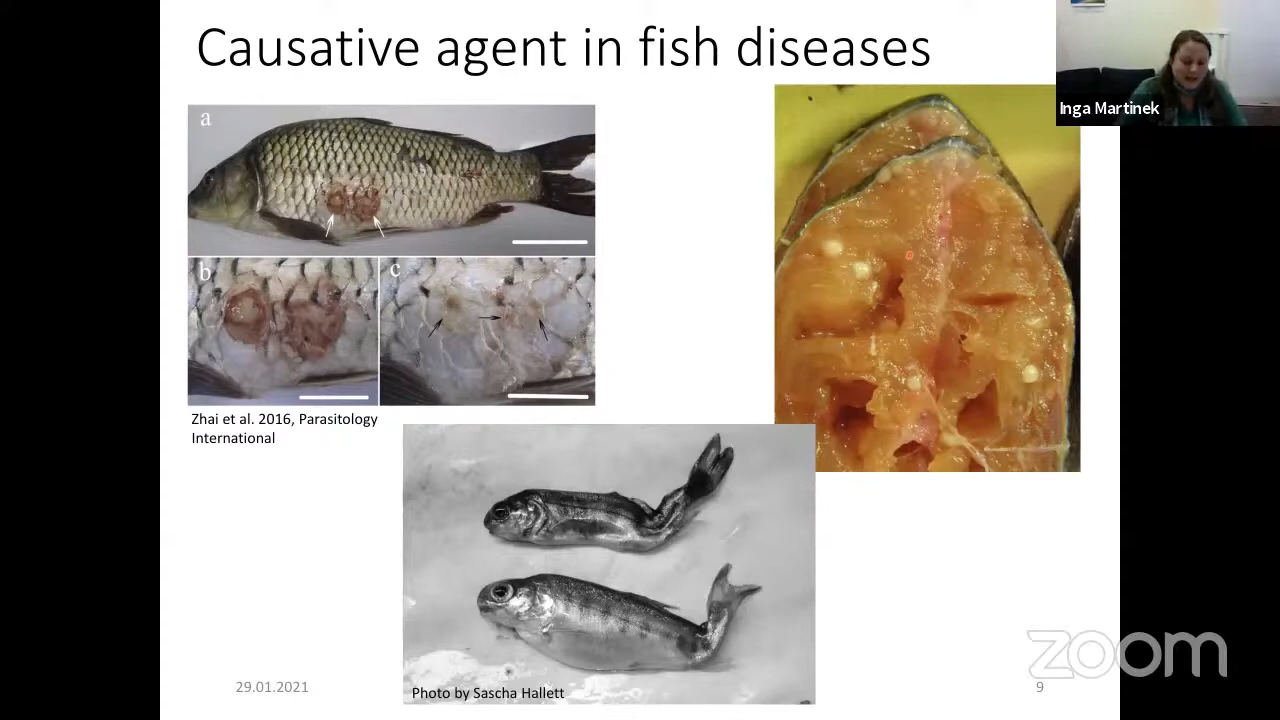 Causative agent in fish diseases
Inga Martinek
a
b
c
Zhai et al. 2016, Parasitology
International
Photo by Sascha Hallett
zoom
29.01.2021
9